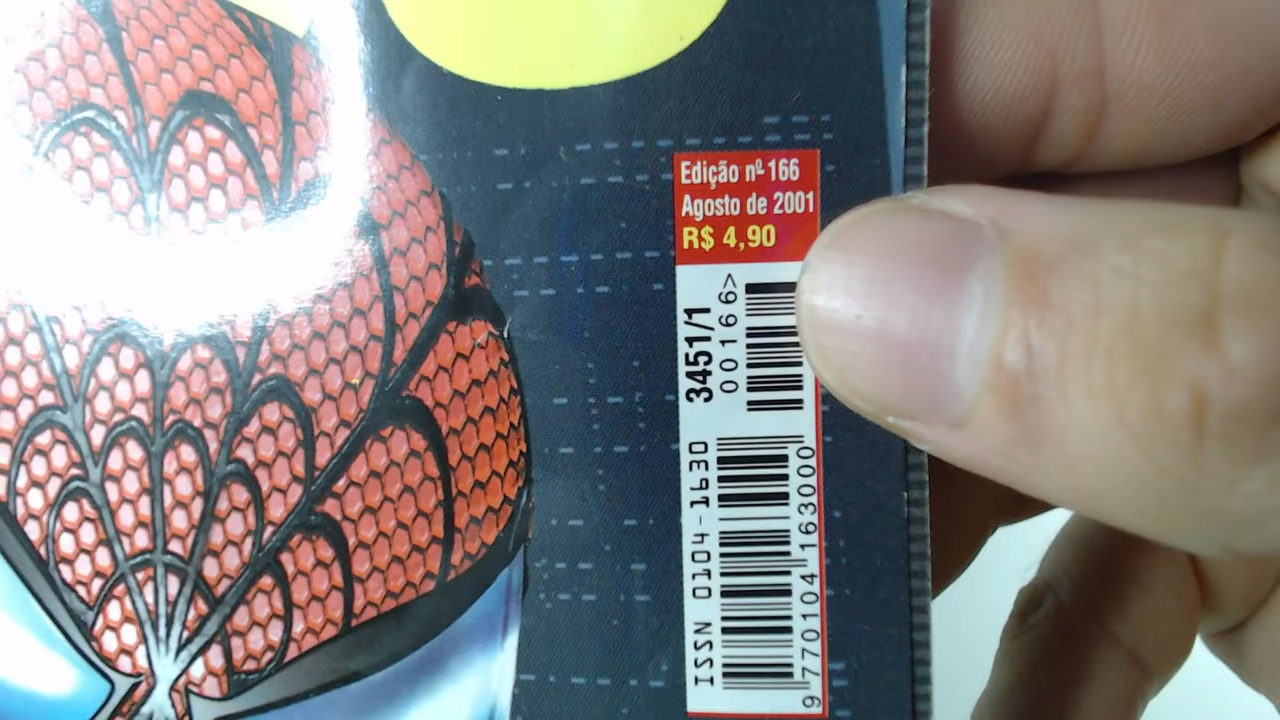 Edição nº 166
Agosto de 2001
R$ 4,90
3451/1
00166>
ISSN 0104-1630
9 770104 163000